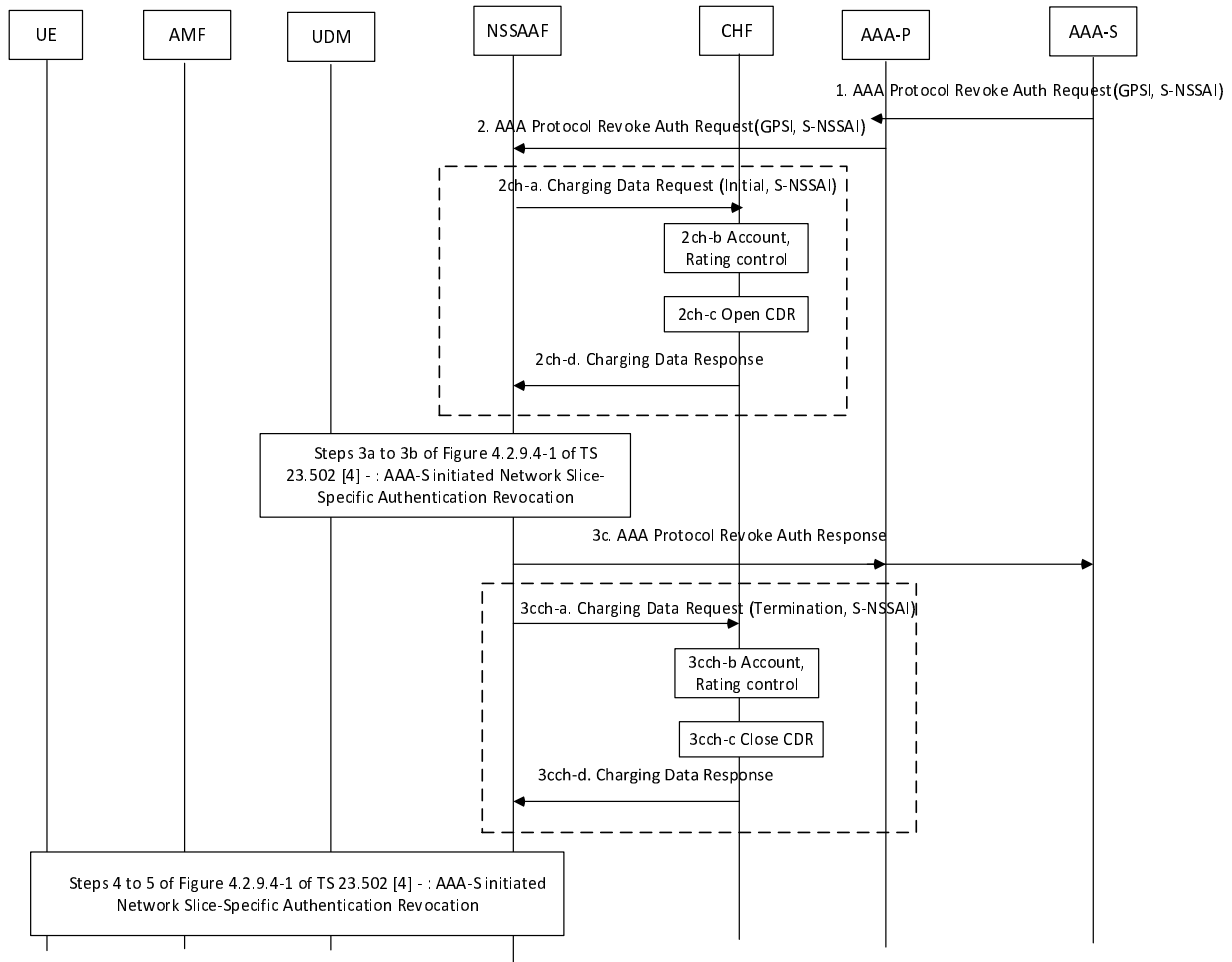 UE
AMF
UDM
NSSAAF
CHF
AAA-P
AAA-S
1. AAA Protocol Revoke Auth Request(GPSI, S-NSSAI)
2. AAA Protocol Revoke Auth Request(GPSI, S-NSSAI)
2ch-a. Charging Data Request (Initial, S-NSSAI)
2ch-b Account,
Rating control
2ch-c Open CDR
2ch-d. Charging Data Response
Steps 3a to 3b of Figure 4.2.9.4-1 of TS
23.502 [4] - : AAA-S initiated Network Slice-
Specific Authentication Revocation
3c. AAA Protocol Revoke Auth Response
3cch-a. Charging Data Request (Termination, S-NSSAI)
3cch-b Account,
Rating control
3cch-c Close CDR
3cch-d. Charging Data Response
Steps 4 to 5 of Figure 4.2.9.4-1 of TS 23.502 [4] - : AAA-S initiated
Network Slice-Specific Authentication Revocation